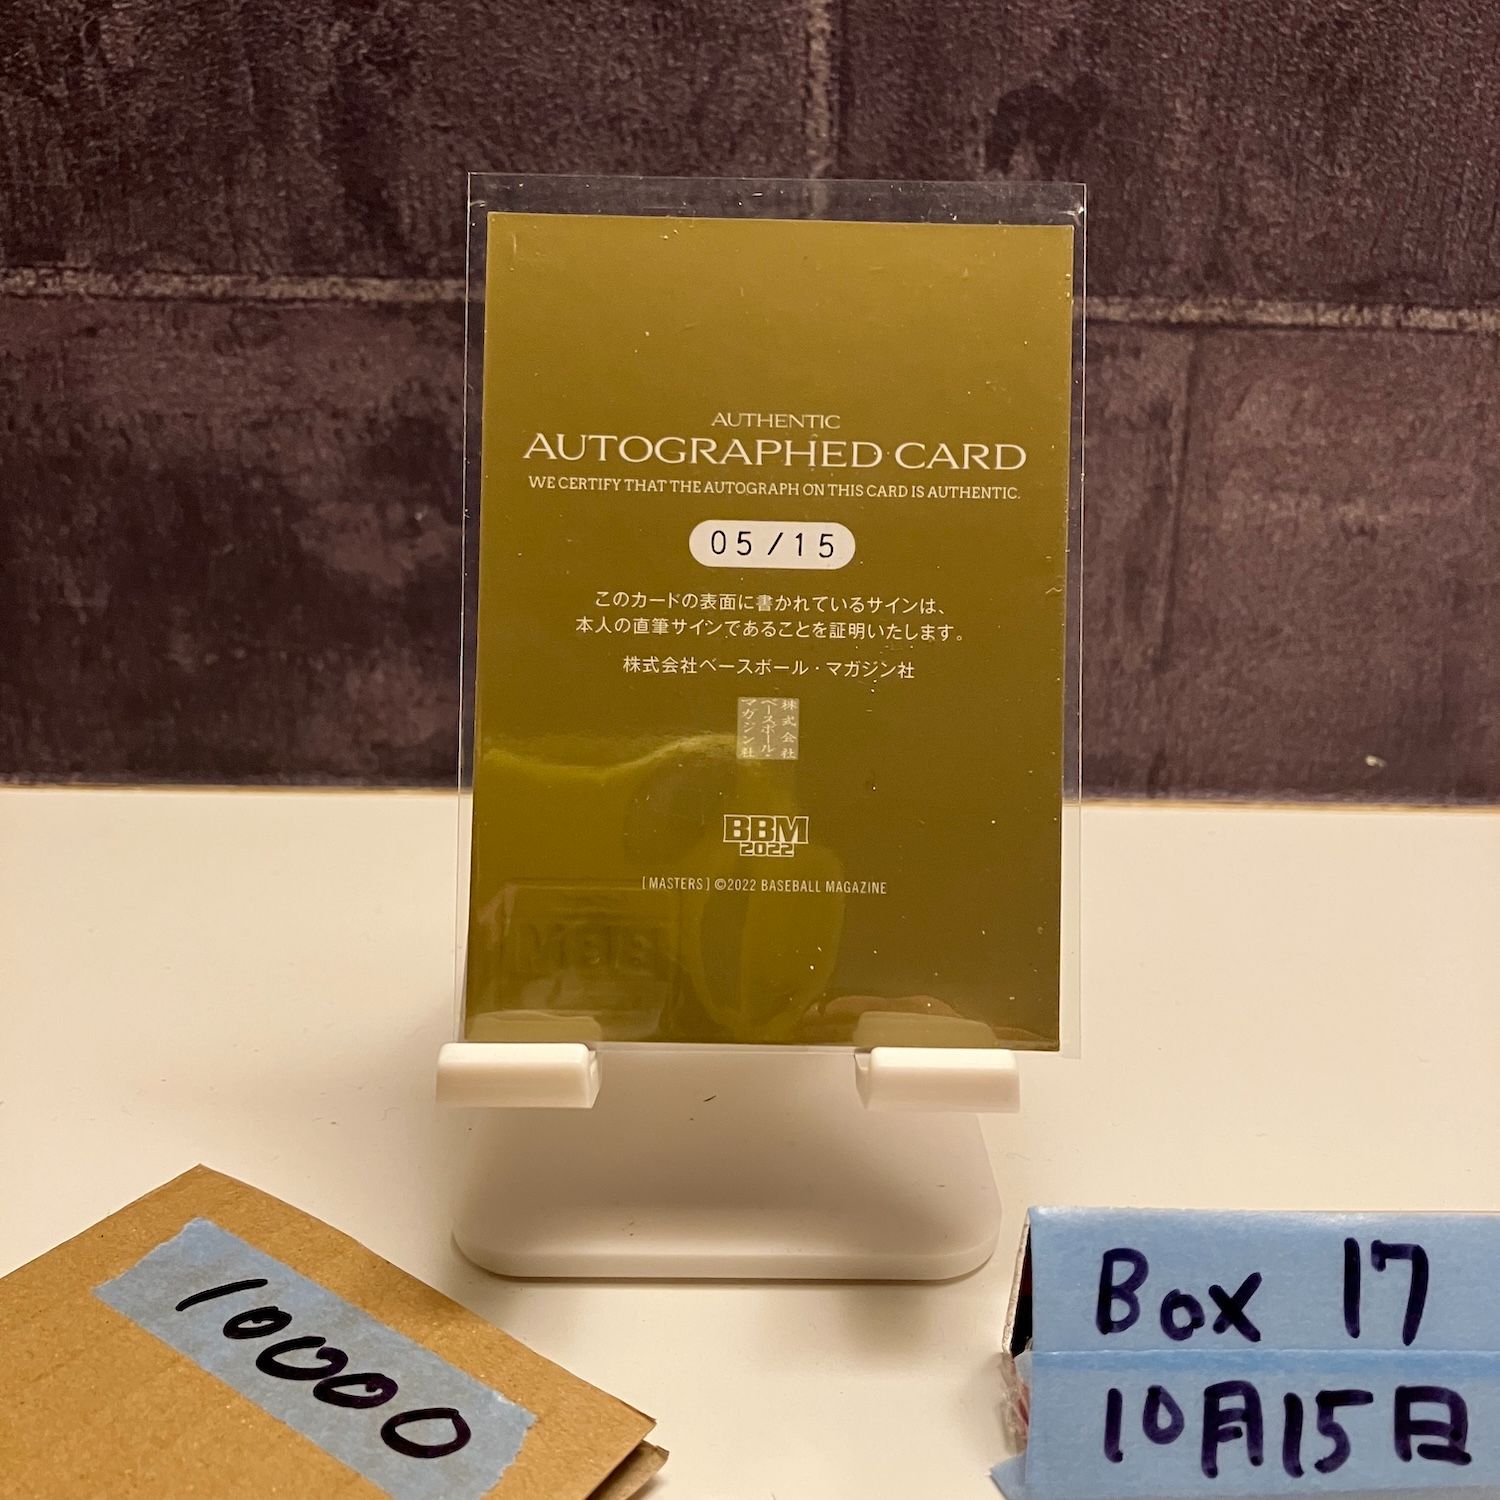 AUTHENTIC
AUTOGRAPHED CARD
WE CERTIFY THAT THE AUTOGRAPH ON THIS CARD IS AUTHENTIC.
05/15
このカードの表面に書かれているサインは、
本人の直筆サインであることを証明いたします。
株式会社ベースボール・マガジン社
株式会社
ベースボール・
マガジン社
BBM
2022
[MASTERS] ©2022 BASEBALL MAGAZINE
BBM
10000
Box 17
10月15日